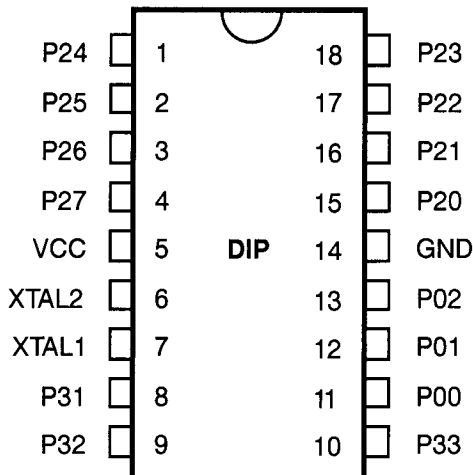 P24 1 18 P23
P25 2 17 P22
P26 3 16 P21
P27 4 15 P20
VCC 5 DIP 14 GND
XTAL2 6 13 P02
XTAL1 7 12 P01
P31 8 11 P00
P32 9 10 P33